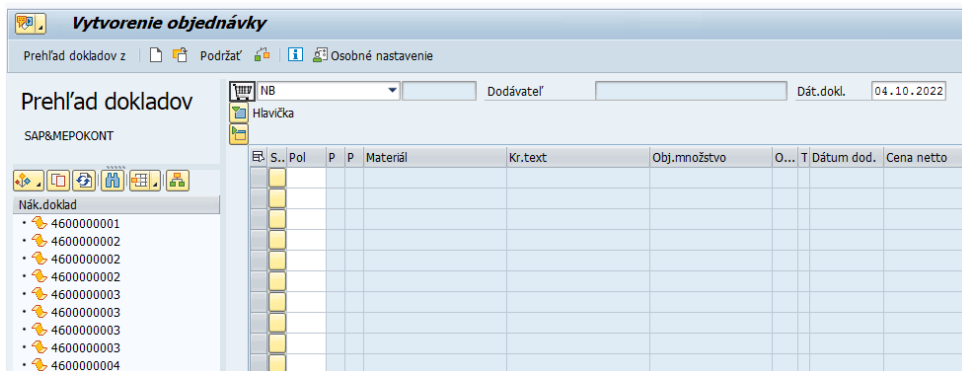 Vytvorenie objednávky
Prehľad dokladov z Podržať Osobné nastavenie
Prehľad dokladov
SAP&MEPOKONT
Nák.doklad
4600000001
4600000002
4600000002
4600000002
4600000003
4600000003
4600000003
4600000003
4600000004
NB Dodávateľ Dát.dokl. 04.10.2022
Hlavička
S.. Pol P P Materiál Kr.text Obj.množstvo O... T Dátum dod. Cena netto